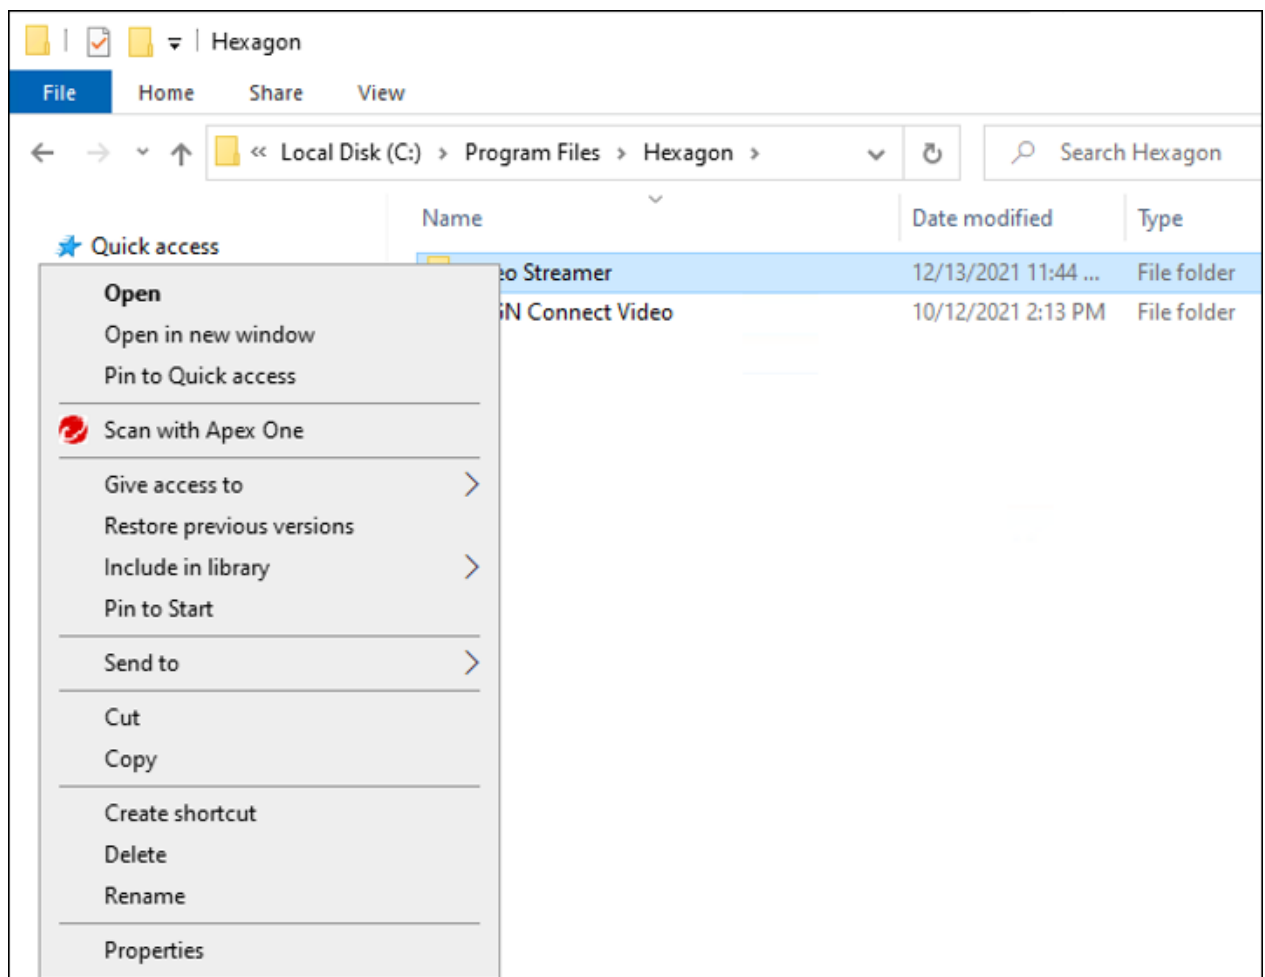 Hexagon
File Home Share View
« Local Disk (C:) > Program Files > Hexagon > Search Hexagon
Name Date modified Type
Quick access
eo Streamer 12/13/2021 11:44 ... File folder
GN Connect Video 10/12/2021 2:13 PM File folder
Open
Open in new window
Pin to Quick access
Scan with Apex One
Give access to
Restore previous versions
Include in library
Pin to Start
Send to
Cut
Copy
Create shortcut
Delete
Rename
Properties